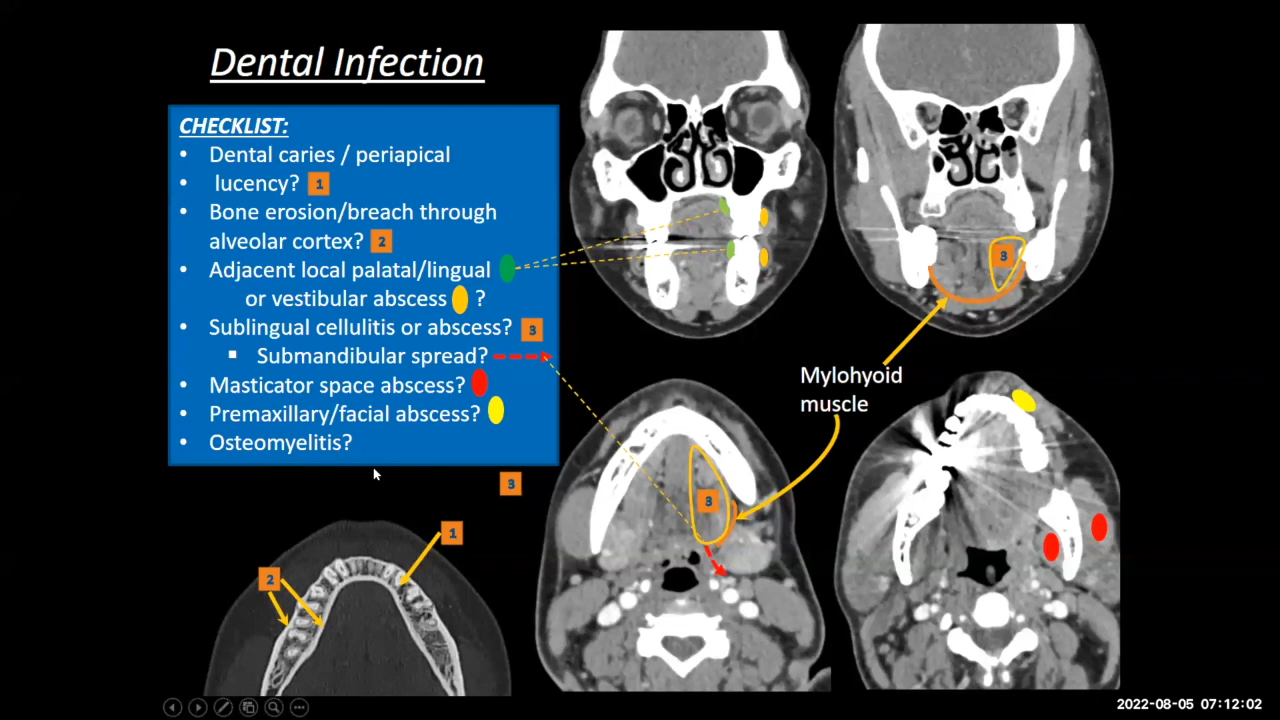 Dental Infection
CHECKLIST:
• Dental caries / periapical
• lucency? 1
• Bone erosion/breach through
alveolar cortex? 2
• Adjacent local palatal/lingual
or vestibular abscess ?
• Sublingual cellulitis or abscess? 3
▪ Submandibular spread?
• Masticator space abscess?
• Premaxillary/facial abscess?
• Osteomyelitis?
3
3
Mylohyoid
muscle
3
1
2
2022-08-05 07:12:02